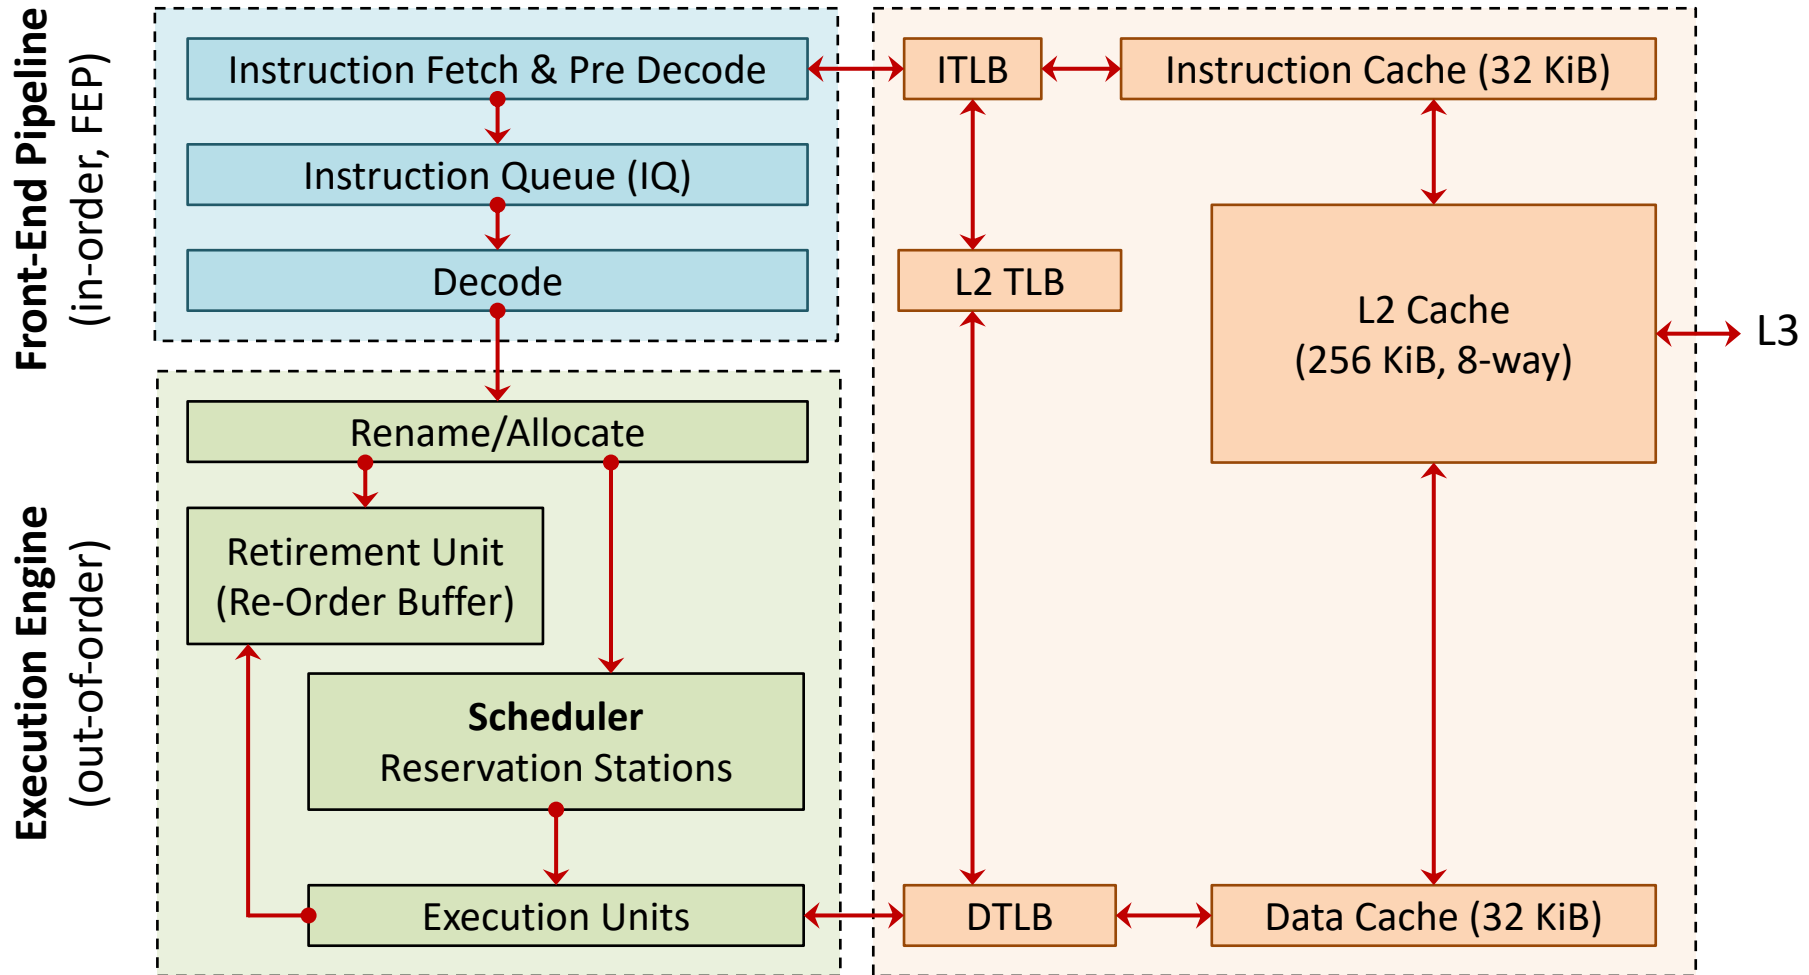 Front-End Pipeline
(in-order, FEP)
Instruction Fetch & Pre Decode
Instruction Queue (IQ)
Decode
ITLB
Instruction Cache (32 KiB)
L2 TLB
L2 Cache
(256 KiB, 8-way)
L3
Execution Engine
(out-of-order)
Rename/Allocate
Retirement Unit
(Re-Order Buffer)
Scheduler
Reservation Stations
Execution Units
DTLB
Data Cache (32 KiB)